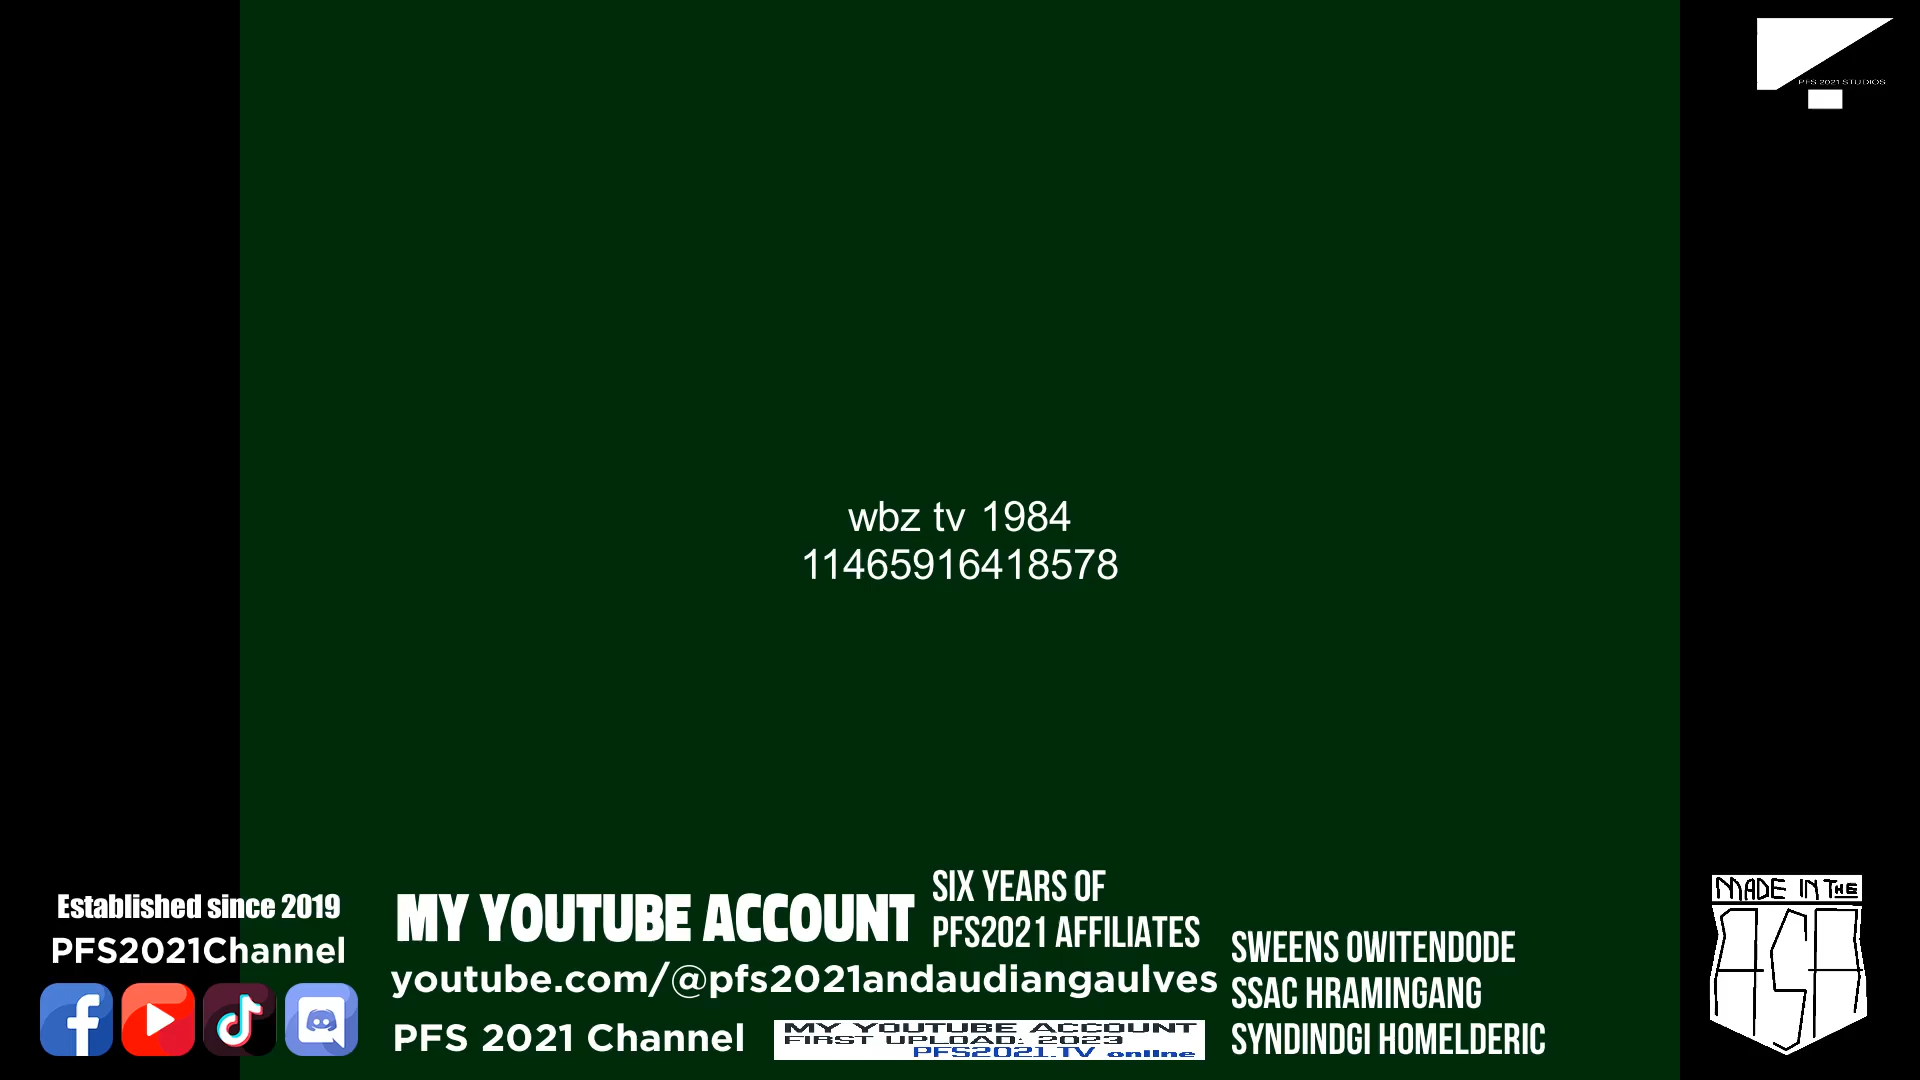 PFS 2021 STUDIOS
wbz tv 1984
11465916418578
Established since 2019
PFS2021Channel
MY YOUTUBE ACCOUNT
SIX YEARS OF
PFS2021 AFFILIATES
youtube.com/@pfs2021andaudiangaulves
PFS 2021 Channel
MY YOUTUBE ACCOUNT
FIRST UPLOAD: 2023
PFS2021.TV online
SWEENS OWITENDODE
SSAC HRAMINGANG
SYNDINDGI HOMELDERIC
MADE IN THE
ASA